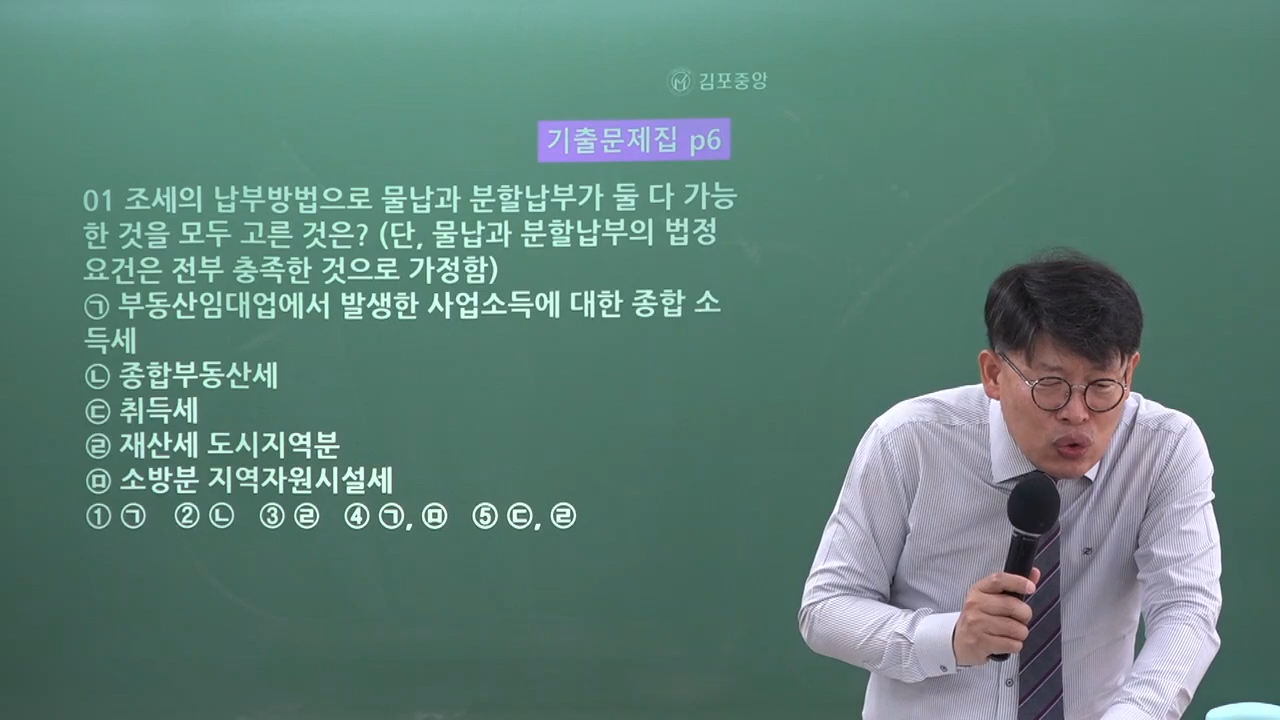 김포중앙
기출문제집 p6
01 조세의 납부방법으로 물납과 분할납부가 둘 다 가능
한 것을 모두 고른 것은? (단, 물납과 분할납부의 법정
요건은 전부 충족한 것으로 가정함)
㉠ 부동산임대업에서 발생한 사업소득에 대한 종합 소
득세
㉡ 종합부동산세
㉢ 취득세
㉣ 재산세 도시지역분
㉤ 소방분 지역자원시설세
① ㉠ ② ㉡ ③ ㉣ ④ ㉠, ㉤ ⑤ ㉢, ㉣